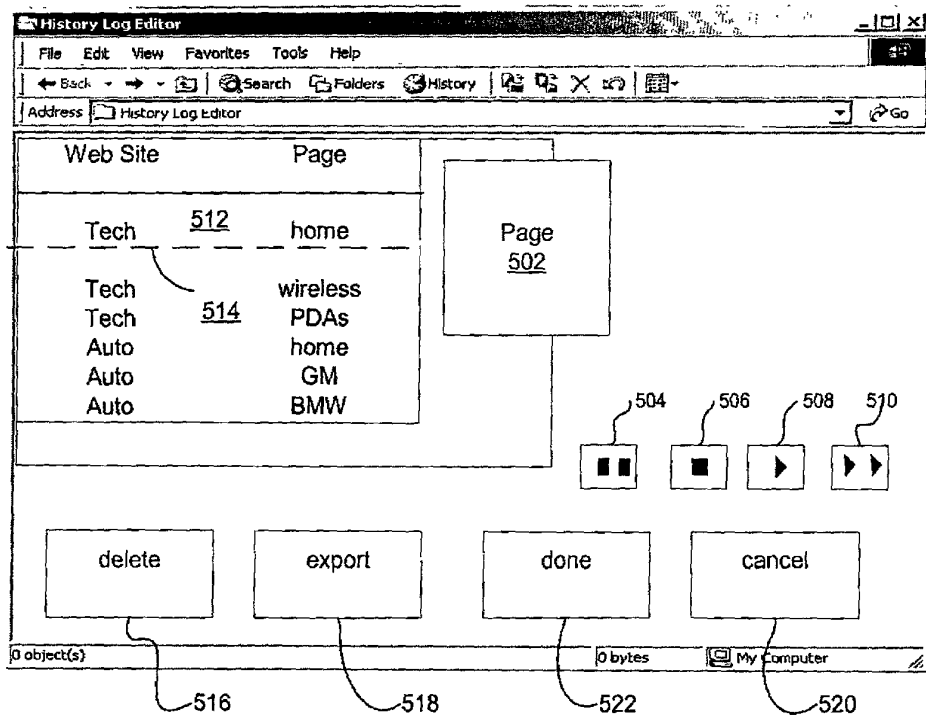 History Log Editor
File Edit View Favorites Tools Help
Back Search Folders History
Address History Log Editor Go
Web Site Page
Tech 512 home
Page
502
Tech wireless
514
Tech PDAs
Auto home
Auto GM
Auto BMW
504 506 508 510
delete export done cancel
0 object(s) 0 bytes My Computer
516 518 522 520